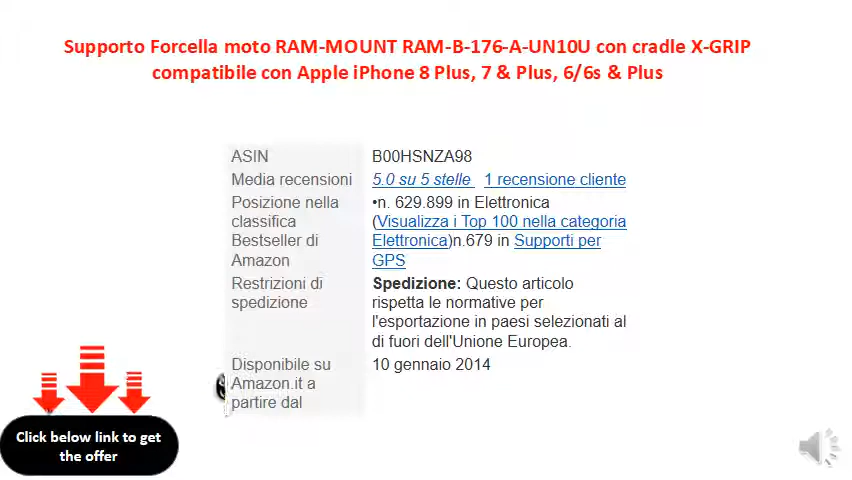 Supporto Forcella moto RAM-MOUNT RAM-B-176-A-UN10U con cradle X-GRIP
compatibile con Apple iPhone 8 Plus, 7 & Plus, 6/6s & Plus
ASIN B00HSNZA98
Media recensioni 5.0 su 5 stelle 1 recensione cliente
Posizione nella
classifica
Bestseller di
Amazon
•n. 629.899 in Elettronica
(Visualizza i Top 100 nella categoria
Elettronica)n.679 in Supporti per
GPS
Restrizioni di
spedizione
Spedizione: Questo articolo
rispetta le normative per
l'esportazione in paesi selezionati al
di fuori dell'Unione Europea.
Disponibile su
Amazon.it a
partire dal
10 gennaio 2014
Click below link to get
the offer